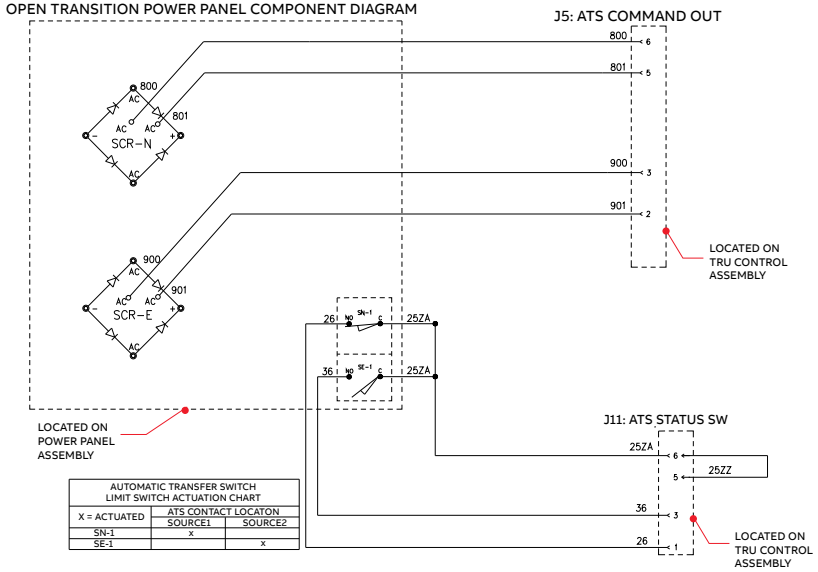 OPEN TRANSITION POWER PANEL COMPONENT DIAGRAM
J5: ATS COMMAND OUT
800
6
801
5
800
AC
801
AC
AC
-
+
SCR-N
AC
900
3
901
2
LOCATED ON
TRU CONTROL
ASSEMBLY
900
AC
901
AC
AC
-
+
SCR-E
AC
26
NO
SN-1
C
25ZA
36
NO
SE-1
C
25ZA
LOCATED ON
POWER PANEL
ASSEMBLY
J11: ATS STATUS SW
25ZA
6
5
25ZZ
36
3
26
1
LOCATED ON
TRU CONTROL
ASSEMBLY
AUTOMATIC TRANSFER SWITCH
LIMIT SWITCH ACTUATION CHART
X = ACTUATED
ATS CONTACT LOCATON
SOURCE1
SOURCE2
SN-1
x
SE-1
x